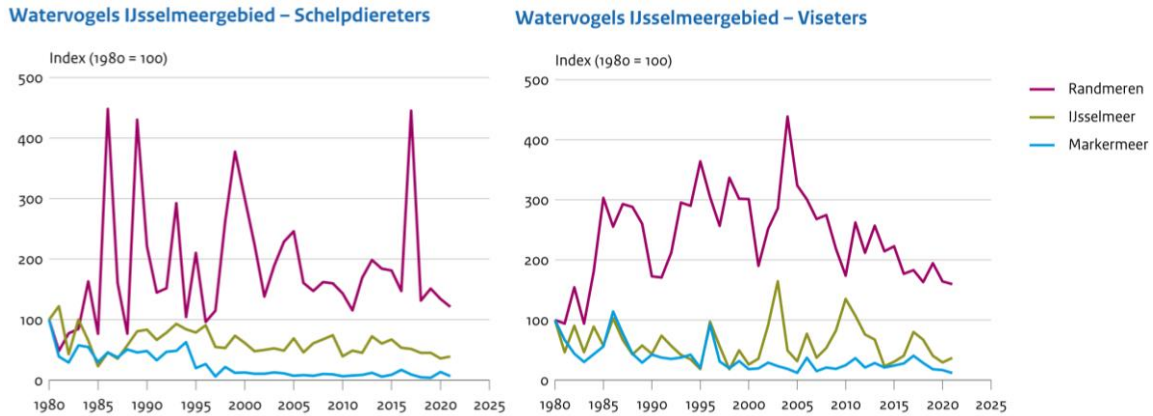 Watervogels IJsselmeergebied – Schelpdiereters
Index (1980 = 100)
500
400
300
200
100
0
1980 1985 1990 1995 2000 2005 2010 2015 2020 2025
Watervogels IJsselmeergebied – Viseters
Index (1980 = 100)
500
400
300
200
100
0
1980 1985 1990 1995 2000 2005 2010 2015 2020 2025
Randmeren
IJsselmeer
Markermeer